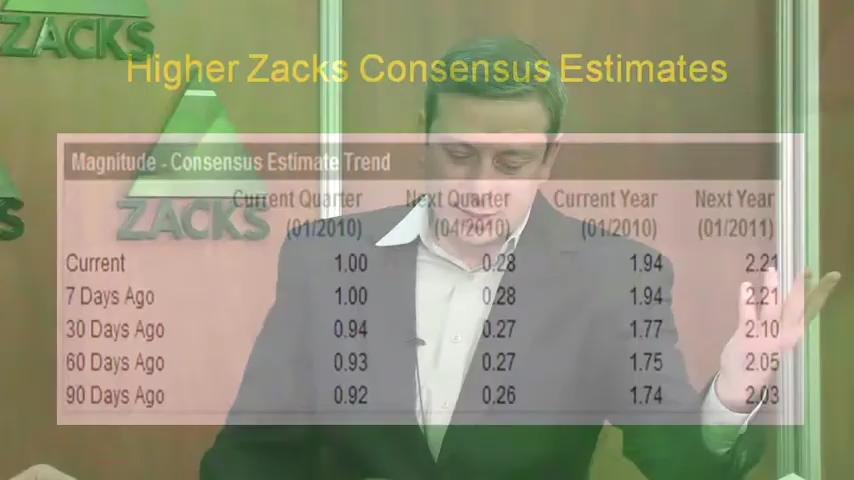 ZACKS
Higher Zacks Consensus Estimates
Magnitude - Consensus Estimate Trend
ZACKS
Current Quarter Next Quarter Current Year Next Year
(01/2010) (04/2010) (01/2010) (01/2011)
Current 1.00 0.28 1.94 2.21
7 Days Ago 1.00 0.28 1.94 2.21
30 Days Ago 0.94 0.27 1.77 2.10
60 Days Ago 0.93 0.27 1.75 2.05
90 Days Ago 0.92 0.26 1.74 2.03